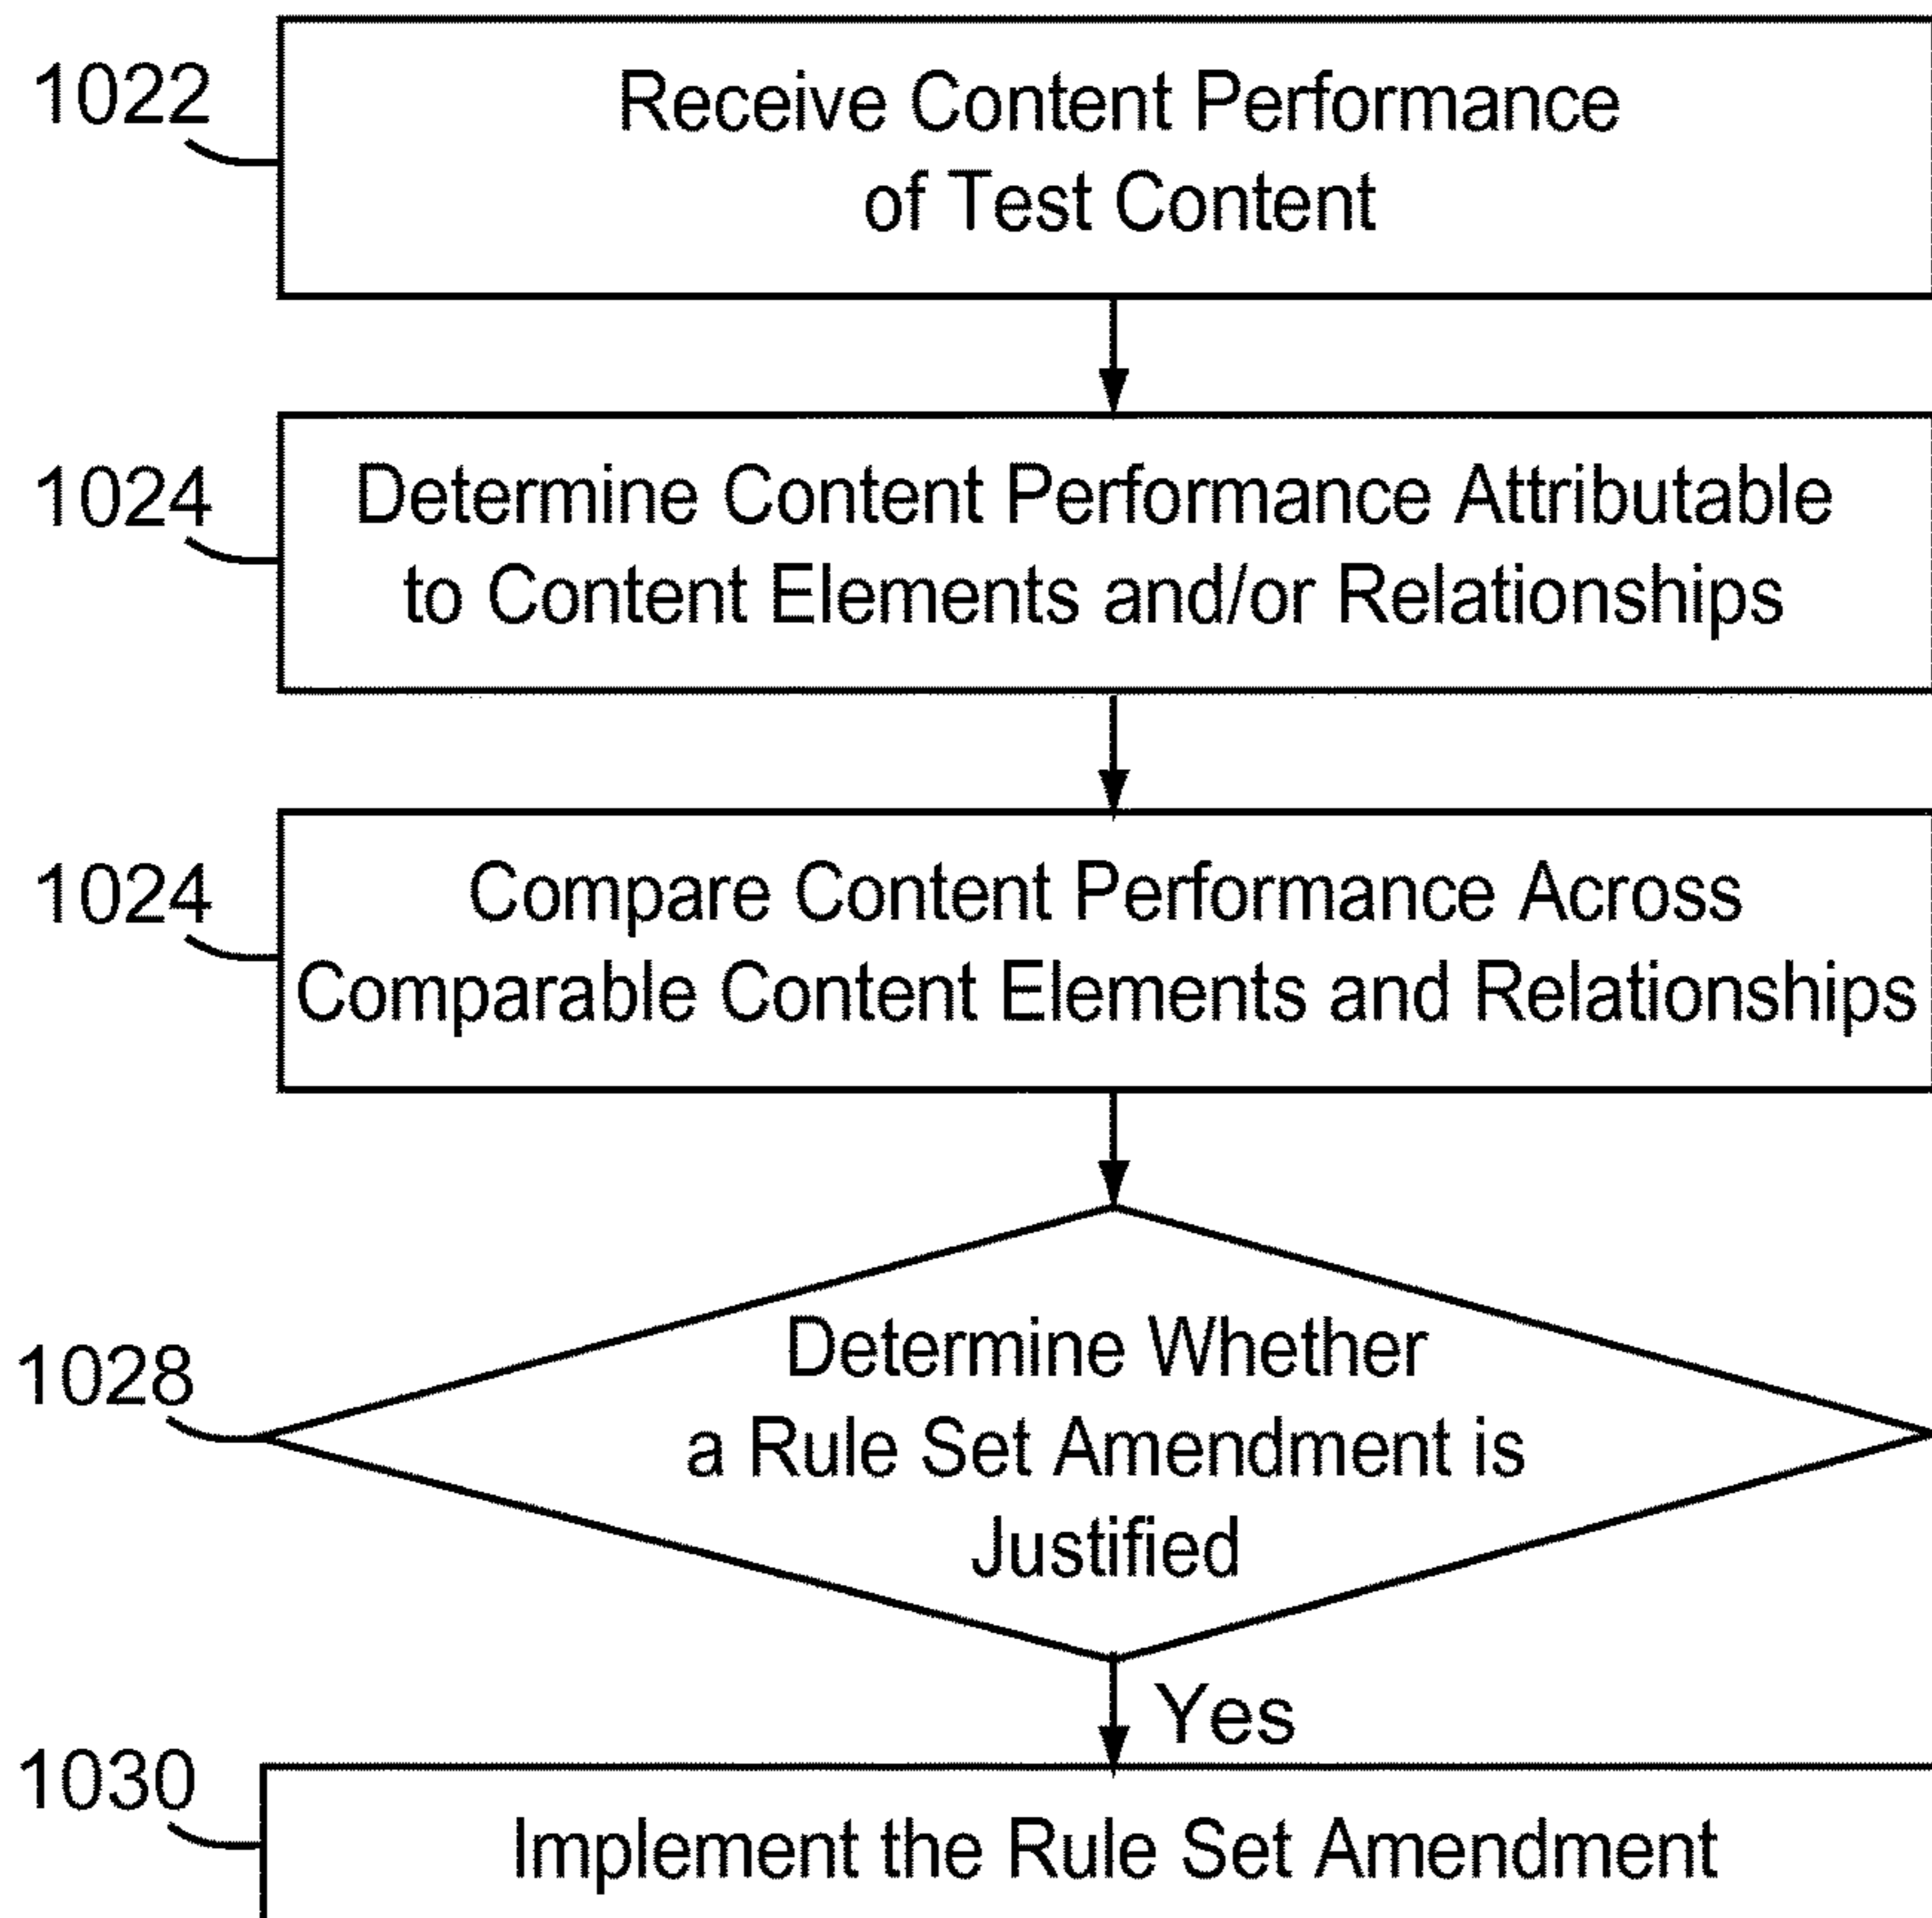 1022
Receive Content Performance
of Test Content
1024
Determine Content Performance Attributable
to Content Elements and/or Relationships
1024
Compare Content Performance Across
Comparable Content Elements and Relationships
1028
Determine Whether
a Rule Set Amendment is
Justified
Yes
1030
Implement the Rule Set Amendment